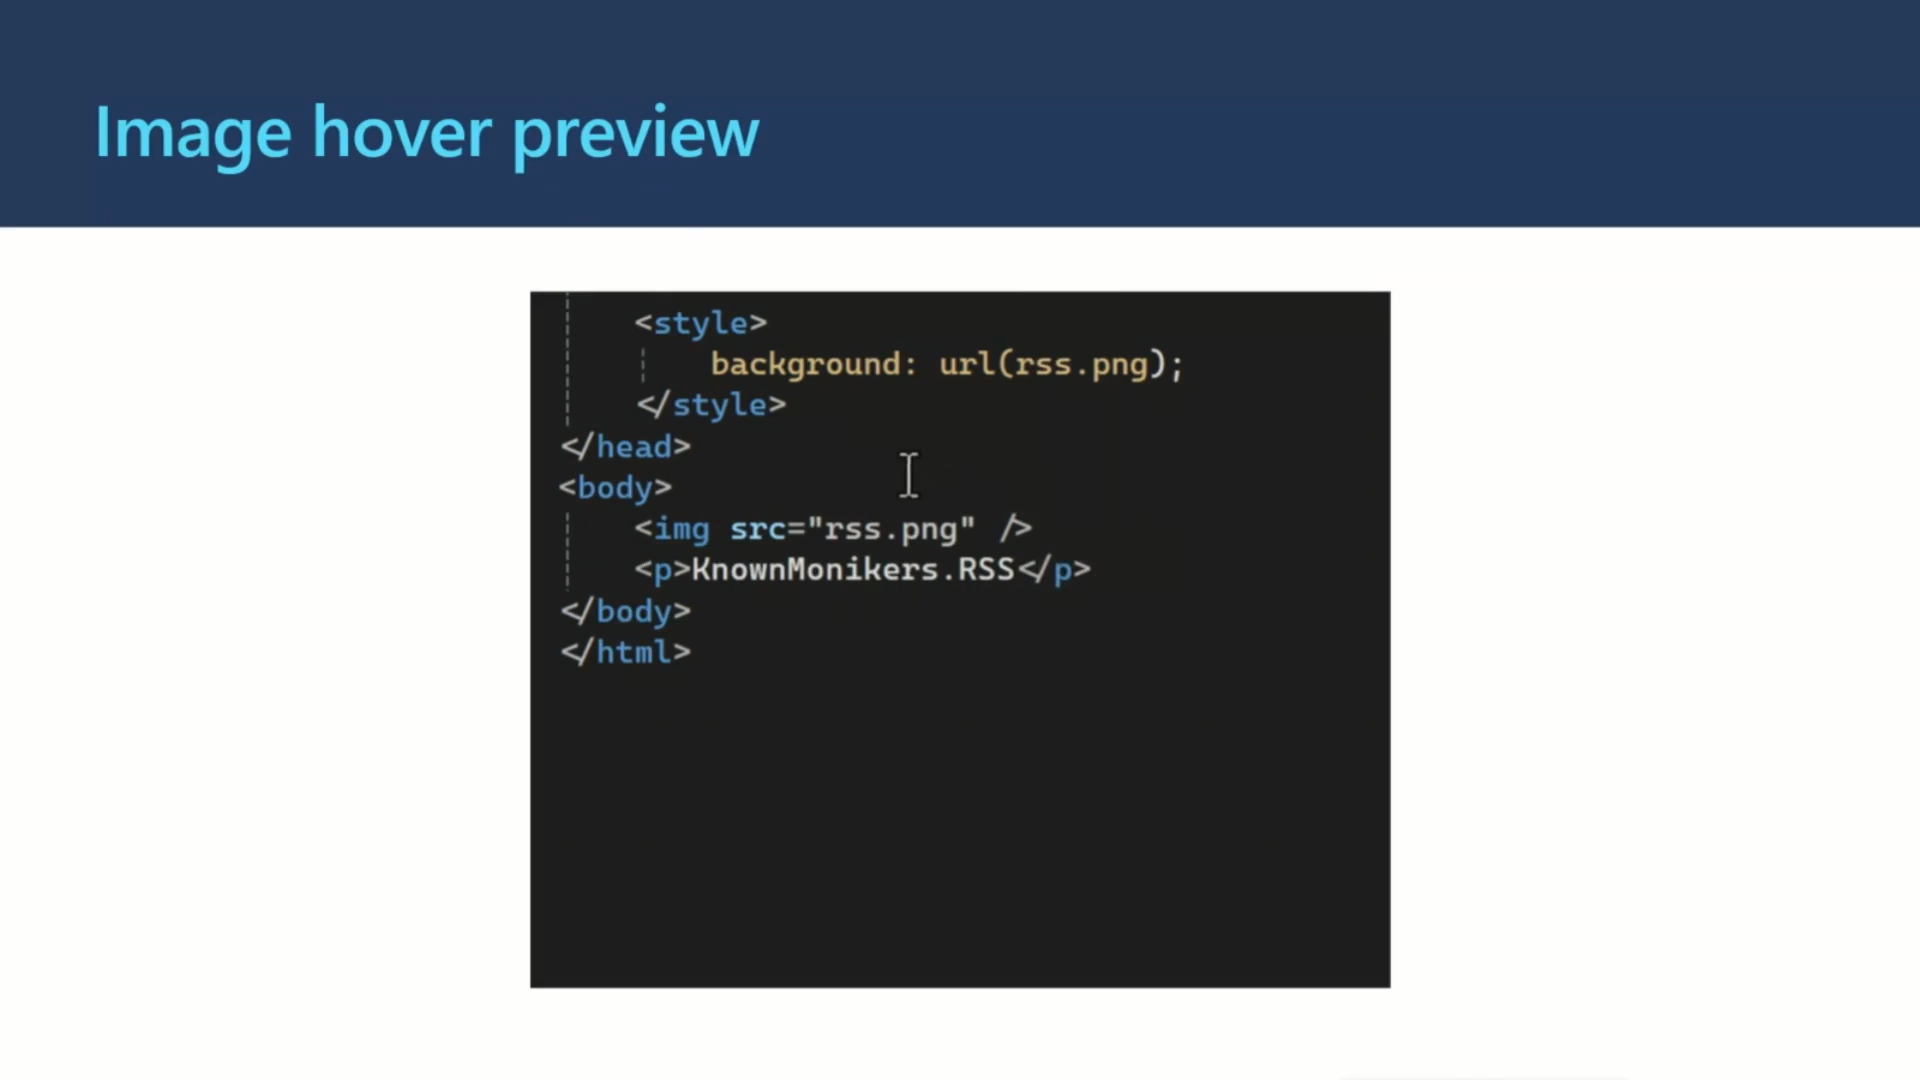 Image hover preview
<style>
background: url(rss.png);
</style>
</head>
<body>
<img src="rss.png" />
<p>KnownMonikers.RSS</p>
</body>
</html>